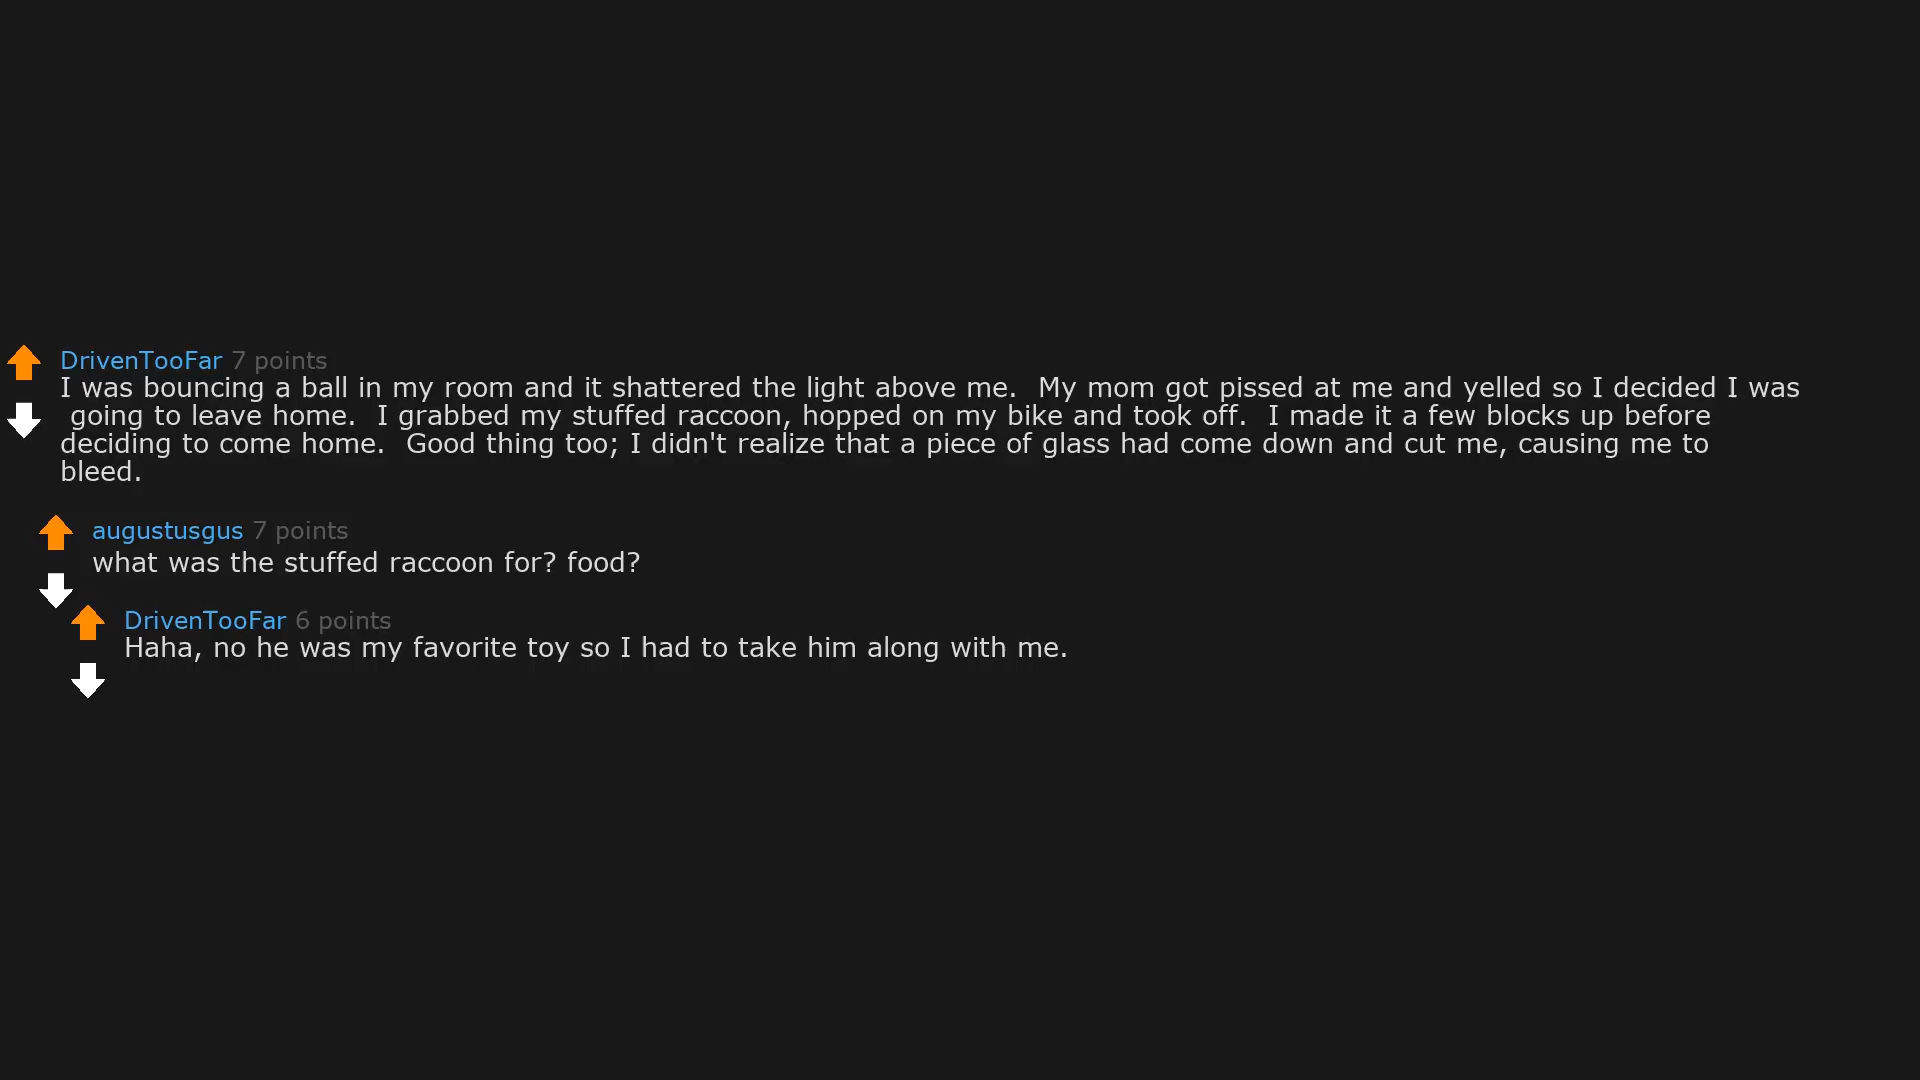 DrivenTooFar 7 points
I was bouncing a ball in my room and it shattered the light above me.  My mom got pissed at me and yelled so I decided I was
going to leave home.  I grabbed my stuffed raccoon, hopped on my bike and took off.  I made it a few blocks up before
deciding to come home.  Good thing too; I didn't realize that a piece of glass had come down and cut me, causing me to
bleed.
augustusgus 7 points
what was the stuffed raccoon for? food?
DrivenTooFar 6 points
Haha, no he was my favorite toy so I had to take him along with me.